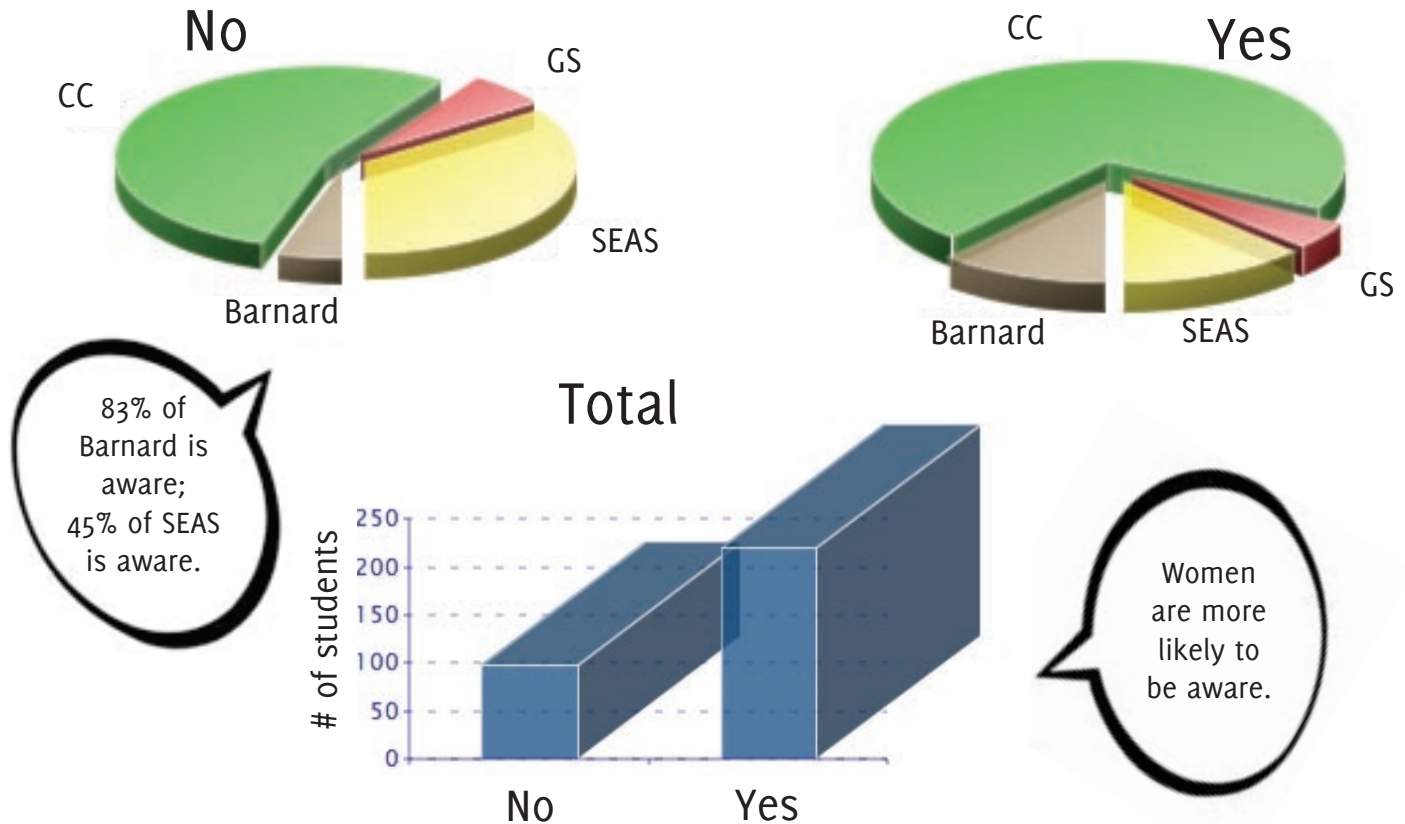 No
CC
GS
SEAS
Barnard
CC
Yes
GS
SEAS
Barnard
83% of
Barnard is
aware;
45% of SEAS
is aware.
Total
# of students
250
200
150
100
50
0
No
Yes
Women
are more
likely to
be aware.